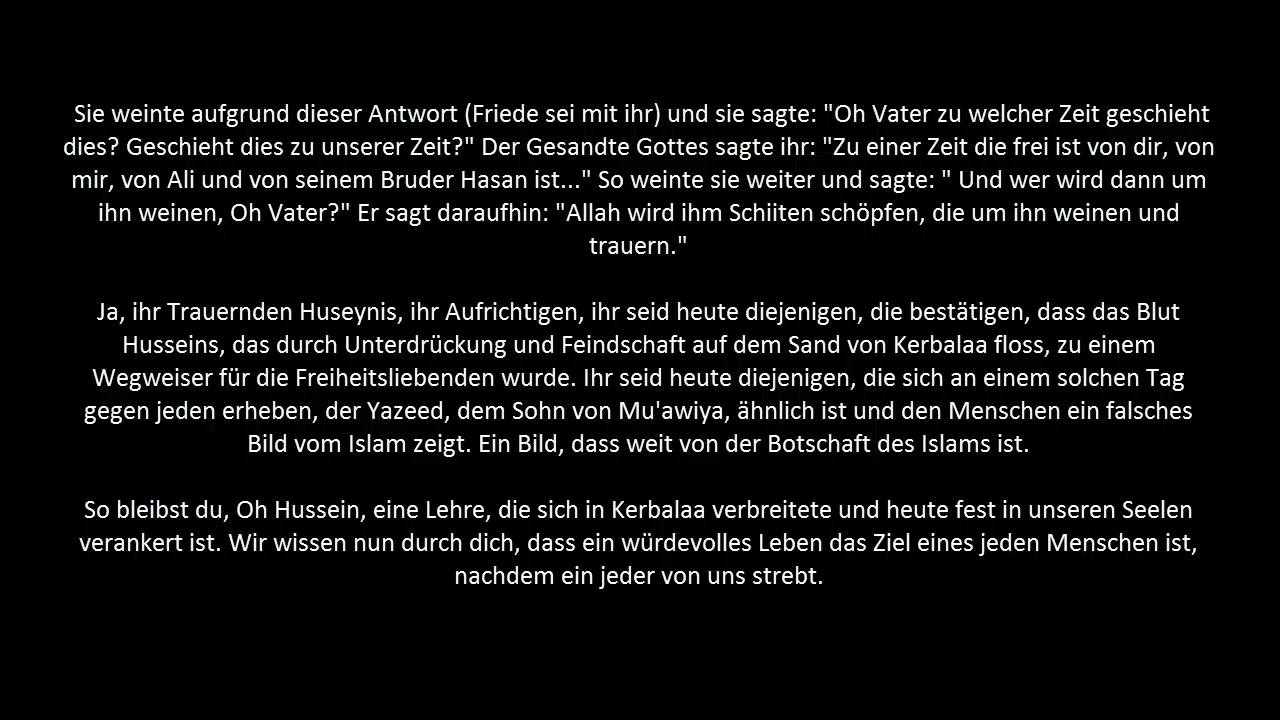 Sie weinte aufgrund dieser Antwort (Friede sei mit ihr) und sie sagte: "Oh Vater zu welcher Zeit geschieht
dies? Geschieht dies zu unserer Zeit?" Der Gesandte Gottes sagte ihr: "Zu einer Zeit die frei ist von dir, von
mir, von Ali und von seinem Bruder Hasan ist..." So weinte sie weiter und sagte: " Und wer wird dann um
ihn weinen, Oh Vater?" Er sagt daraufhin: "Allah wird ihm Schiiten schöpfen, die um ihn weinen und
trauern."
Ja, ihr Trauernden Huseynis, ihr Aufrichtigen, ihr seid heute diejenigen, die bestätigen, dass das Blut
Husseins, das durch Unterdrückung und Feindschaft auf dem Sand von Kerbalaa floss, zu einem
Wegweiser für die Freiheitsliebenden wurde. Ihr seid heute diejenigen, die sich an einem solchen Tag
gegen jeden erheben, der Yazeed, dem Sohn von Mu'awiya, ähnlich ist und den Menschen ein falsches
Bild vom Islam zeigt. Ein Bild, dass weit von der Botschaft des Islams ist.
So bleibst du, Oh Hussein, eine Lehre, die sich in Kerbalaa verbreitete und heute fest in unseren Seelen
verankert ist. Wir wissen nun durch dich, dass ein würdevolles Leben das Ziel eines jeden Menschen ist,
nachdem ein jeder von uns strebt.